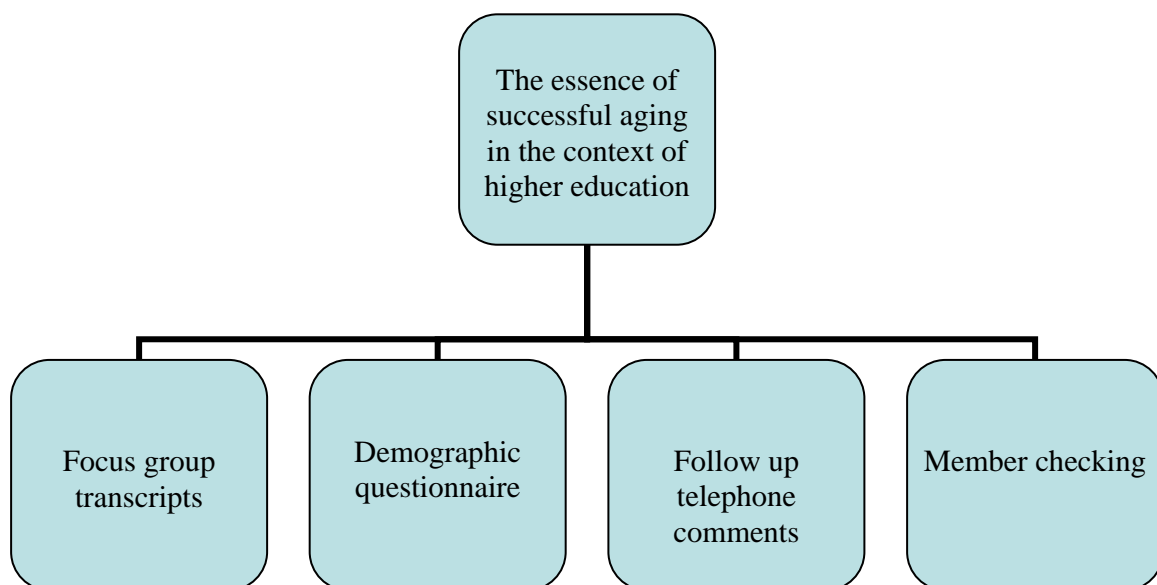 The essence of
successful aging
in the context of
higher education
Focus group
transcripts
Demographic
questionnaire
Follow up
telephone
comments
Member checking